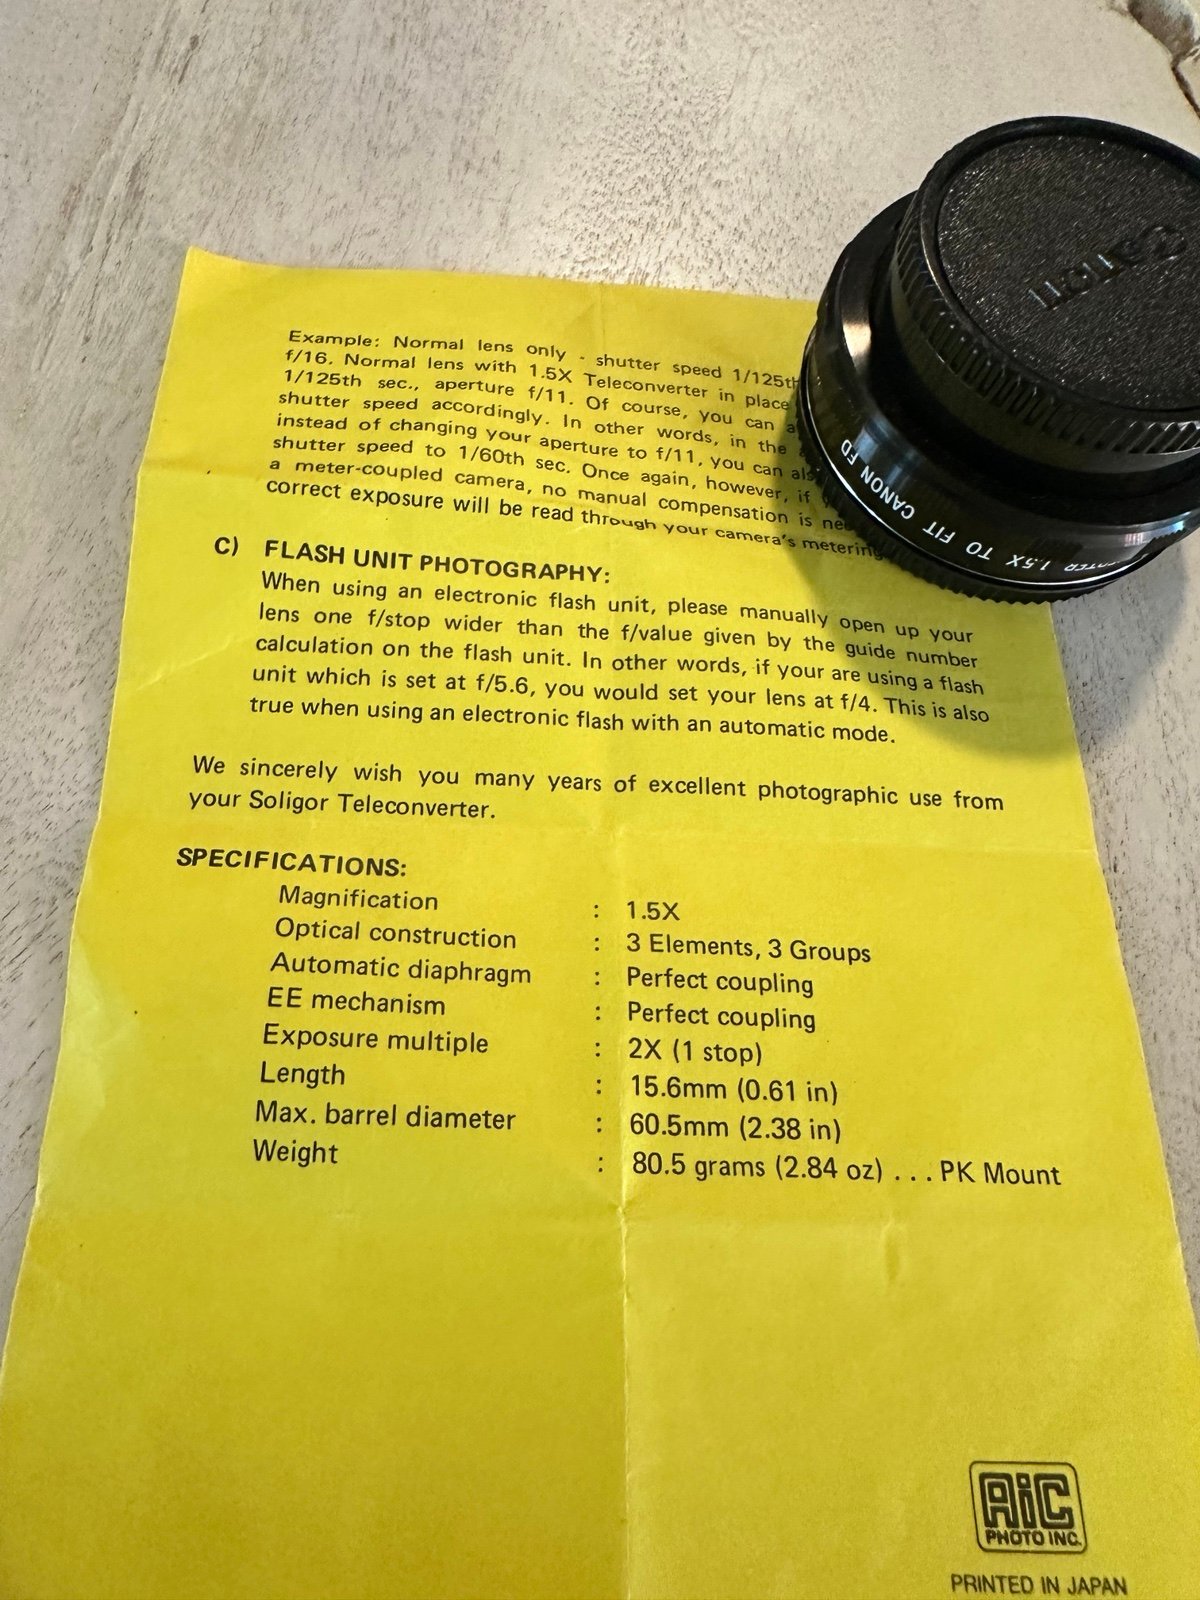 Example: Normal lens only - shutter speed 1/125th
f/16. Normal lens with 1.5X Teleconverter in place
1/125th sec., aperture f/11. Of course, you can
shutter speed accordingly. In other words, in the
instead of changing your aperture to f/11, you can
shutter speed to 1/60th sec. Once again, however, if
a meter-coupled camera, no manual compensation is
correct exposure will be read through your camera's metering
C) FLASH UNIT PHOTOGRAPHY:
When using an electronic flash unit, please manually open up your
lens one f/stop wider than the f/value given by the guide number
calculation on the flash unit. In other words, if your are using a flash
unit which is set at f/5.6, you would set your lens at f/4. This is also
true when using an electronic flash with an automatic mode.
We sincerely wish you many years of excellent photographic use from
your Soligor Teleconverter.
SPECIFICATIONS:
Magnification : 1.5X
Optical construction : 3 Elements, 3 Groups
Automatic diaphragm : Perfect coupling
EE mechanism : Perfect coupling
Exposure multiple : 2X (1 stop)
Length : 15.6mm (0.61 in)
Max. barrel diameter : 60.5mm (2.38 in)
Weight : 80.5 grams (2.84 oz) . . . PK Mount
AiC
PHOTO INC.
PRINTED IN JAPAN
Canon
1.5X TO FIT CANON FD